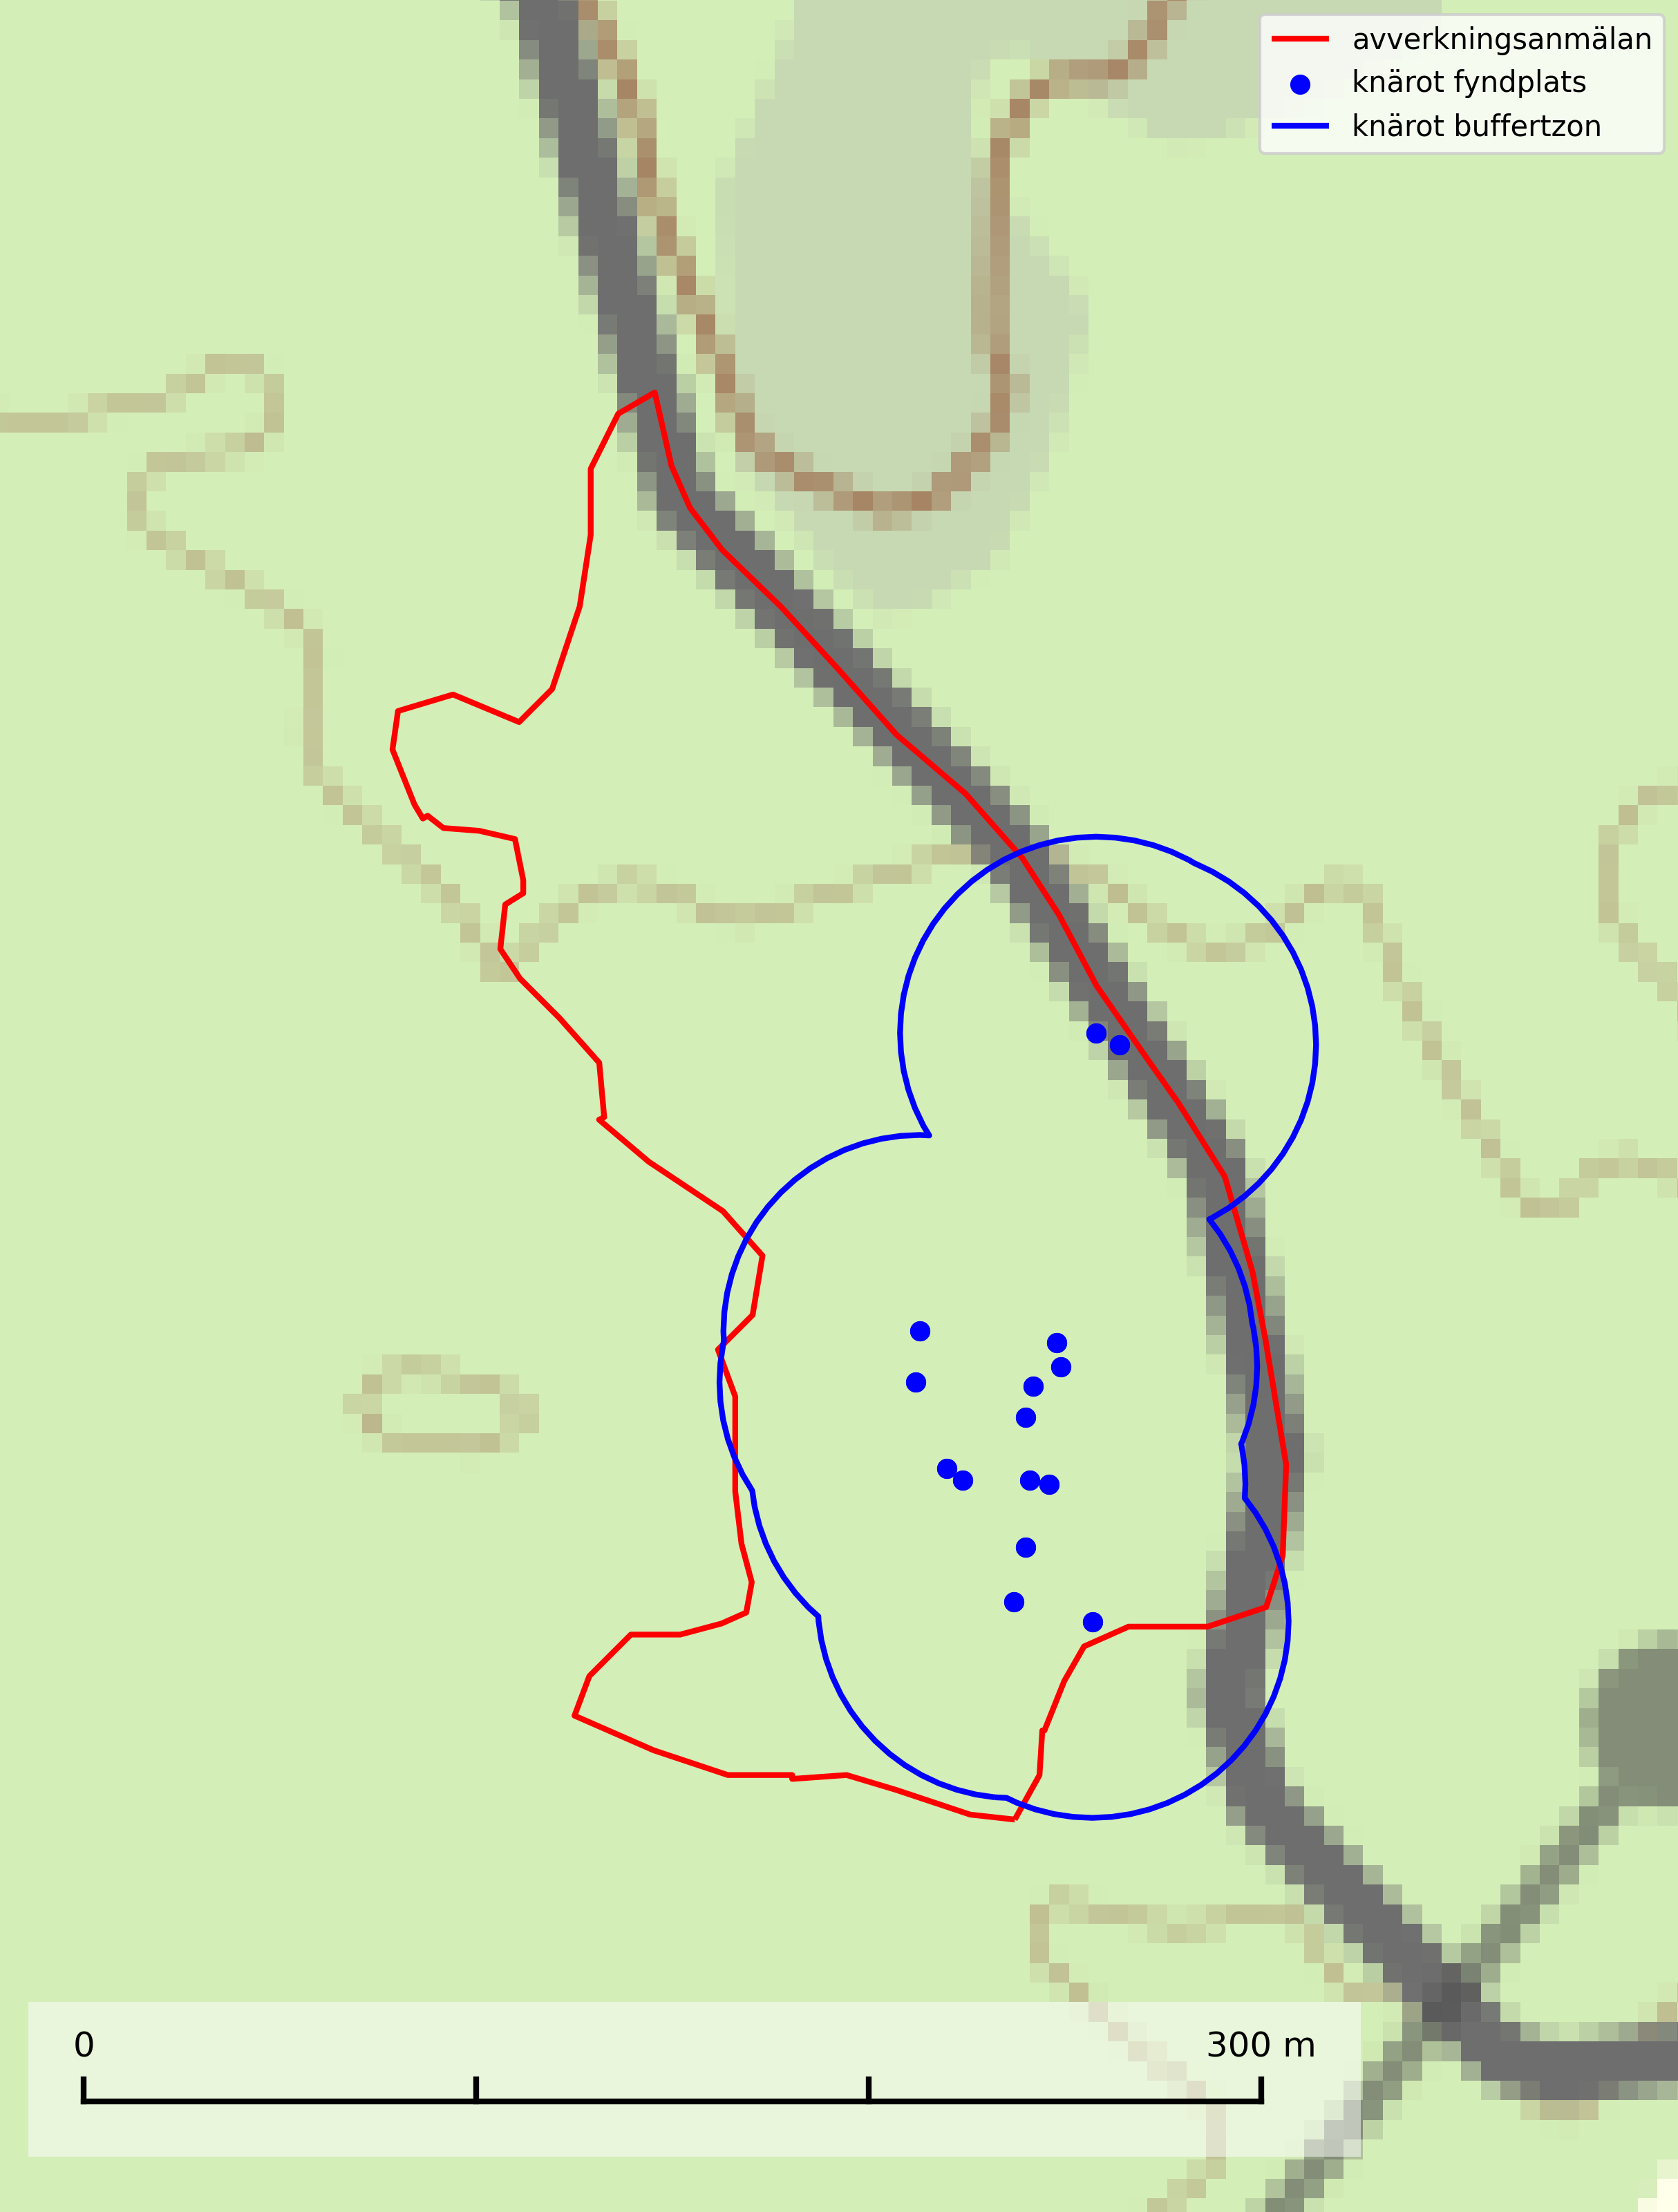 avverkningsanmälan
knärot fyndplats
knärot buffertzon
0 300 m